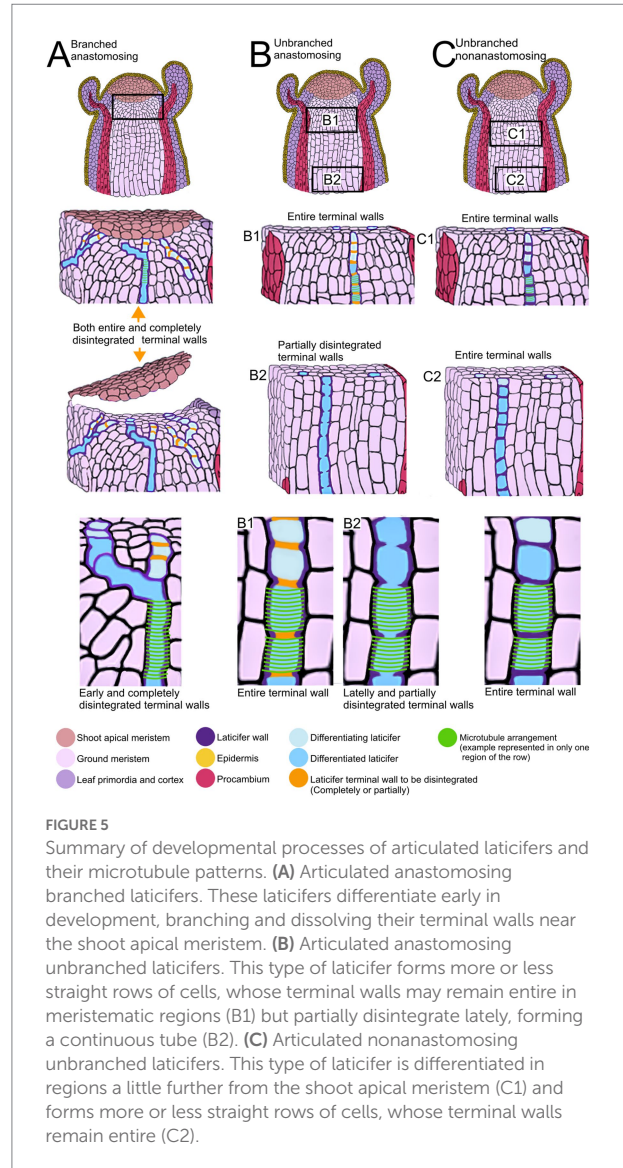 A Branched
anastomosing
B Unbranched
anastomosing
C Unbranched
nonanastomosing
B1
B2
C1
C2
Entire terminal walls
B1
Entire terminal walls
C1
Both entire and completely
disintegrated terminal walls
Partially disintegrated
terminal walls
B2
Entire terminal walls
C2
B1
B2
Early and completely
disintegrated terminal walls
Entire terminal wall
Latelly and partially
disintegrated terminal walls
Entire terminal wall
Shoot apical meristem
Ground meristem
Leaf primordia and cortex
Laticifer wall
Epidermis
Procambium
Differentiating laticifer
Differentiated laticifer
Laticifer terminal wall to be disintegrated
(Completely or partially)
Microtubule arrangement
(example represented in only one
region of the row)
FIGURE 5
Summary of developmental processes of articulated laticifers and
their microtubule patterns. (A) Articulated anastomosing
branched laticifers. These laticifers differentiate early in
development, branching and dissolving their terminal walls near
the shoot apical meristem. (B) Articulated anastomosing
unbranched laticifers. This type of laticifer forms more or less
straight rows of cells, whose terminal walls may remain entire in
meristematic regions (B1) but partially disintegrate lately, forming
a continuous tube (B2). (C) Articulated nonanastomosing
unbranched laticifers. This type of laticifer is differentiated in
regions a little further from the shoot apical meristem (C1) and
forms more or less straight rows of cells, whose terminal walls
remain entire (C2).